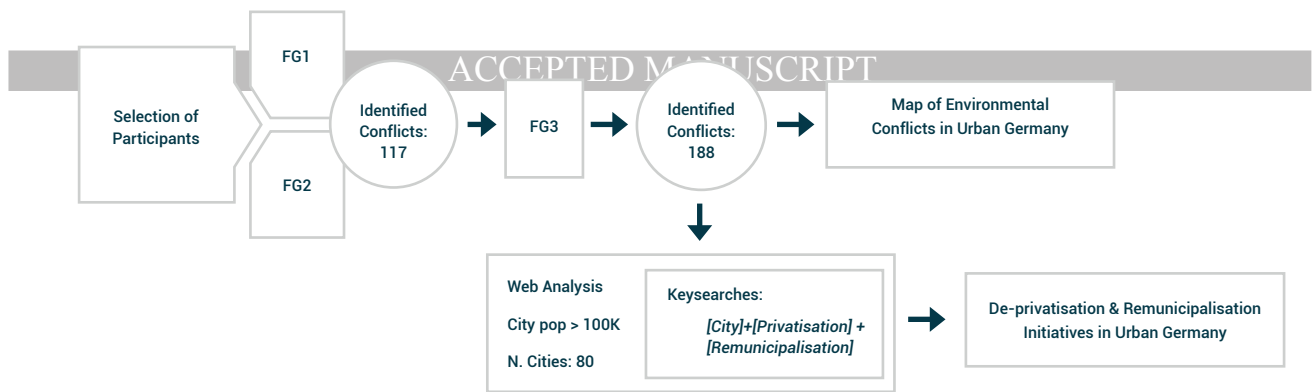 ACCEPTED MANUSCRIPT
Selection of
Participants
FG1
FG2
Identified
Conflicts:
117
FG3
Identified
Conflicts:
188
Map of Environmental
Conflicts in Urban Germany
Web Analysis
City pop > 100K
N. Cities: 80
Keysearches:
[City]+[Privatisation] +
[Remunicipalisation]
De-privatisation & Remunicipalisation
Initiatives in Urban Germany